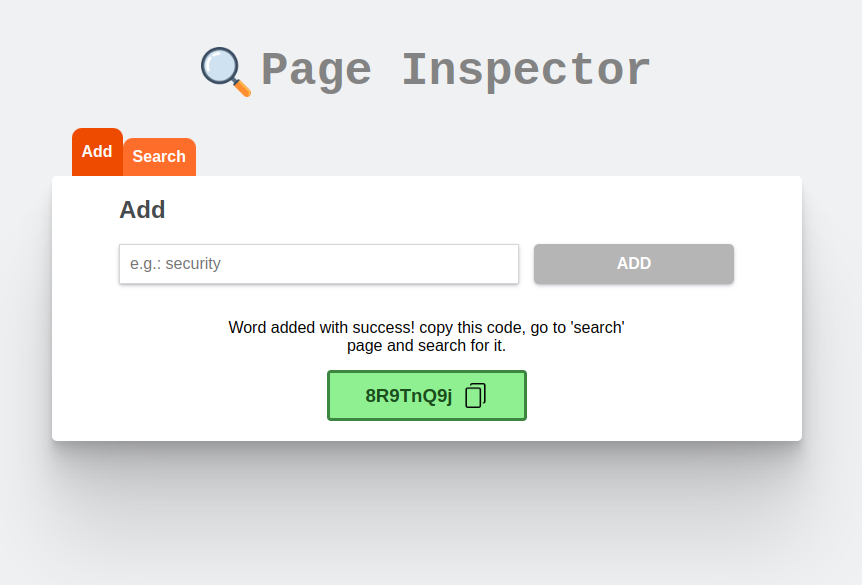 Page Inspector
Add
Search
Add
e.g.: security
ADD
Word added with success! copy this code, go to 'search'
page and search for it.
8R9TnQ9j